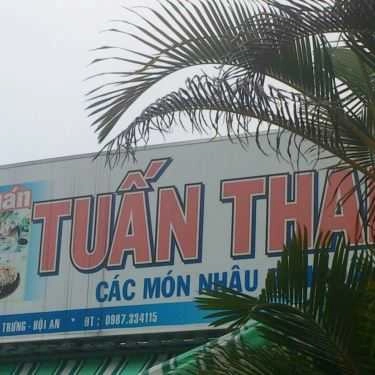 uán
TUẤN THA
CÁC MÓN NHẬU
TRƯNG - HỘI AN * ĐT : 0987.334115